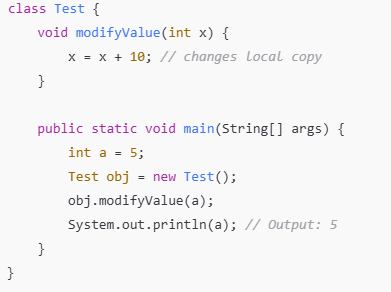 class Test {
    void modifyValue(int x) {
        x = x + 10; // changes local copy
    }

    public static void main(String[] args) {
        int a = 5;
        Test obj = new Test();
        obj.modifyValue(a);
        System.out.println(a); // Output: 5
    }
}